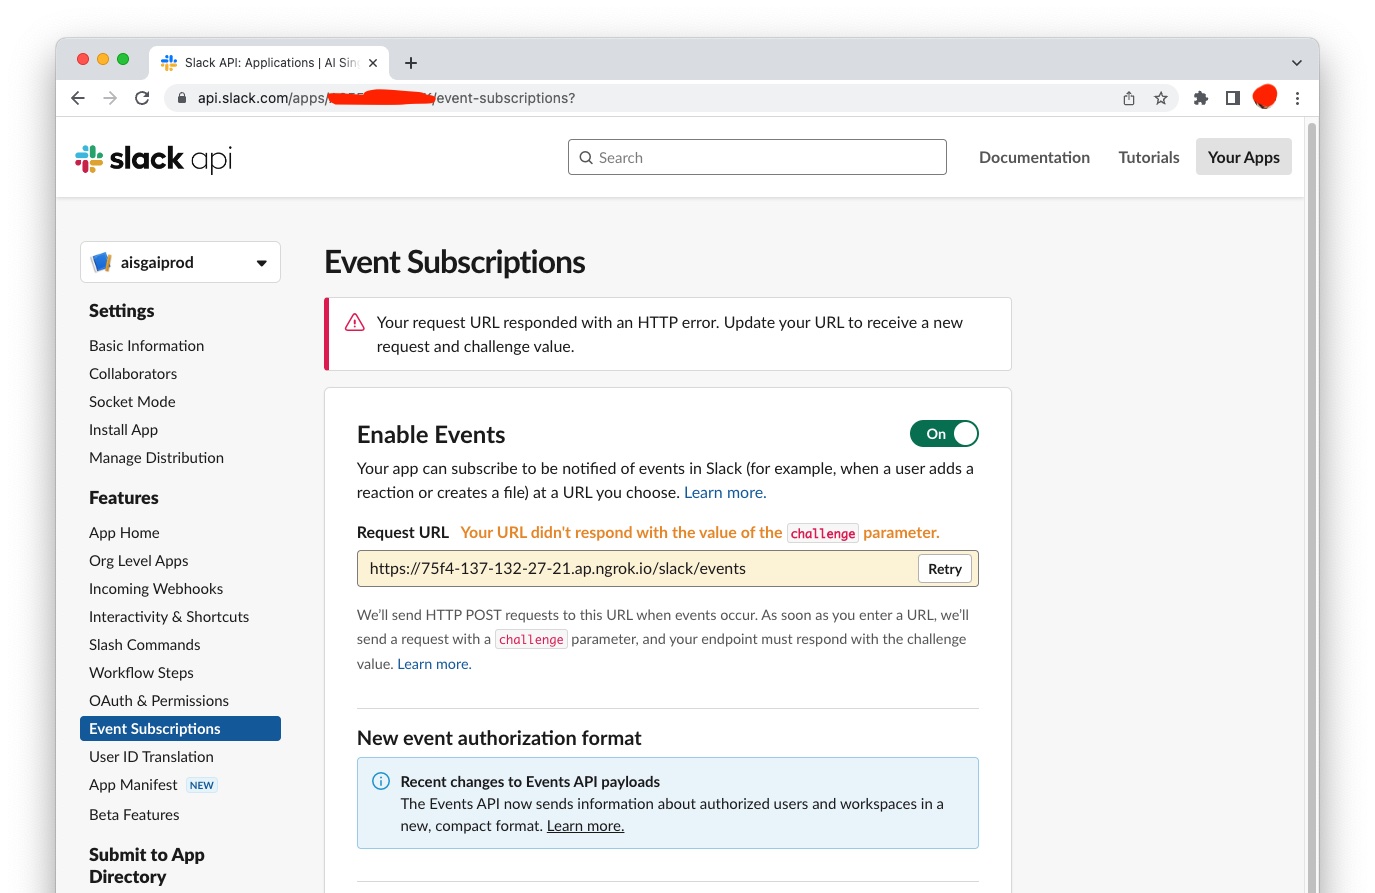 Slack API: Applications | AI Sin
api.slack.com/apps/ /event-subscriptions?
slack api
Search
Documentation
Tutorials
Your Apps
aisgaiprod
Settings
Basic Information
Collaborators
Socket Mode
Install App
Manage Distribution
Features
App Home
Org Level Apps
Incoming Webhooks
Interactivity & Shortcuts
Slash Commands
Workflow Steps
OAuth & Permissions
Event Subscriptions
User ID Translation
App Manifest NEW
Beta Features
Submit to App
Directory
Event Subscriptions
Your request URL responded with an HTTP error. Update your URL to receive a new
request and challenge value.
Enable Events
On
Your app can subscribe to be notified of events in Slack (for example, when a user adds a
reaction or creates a file) at a URL you choose. Learn more.
Request URL Your URL didn't respond with the value of the challenge parameter.
https://75f4-137-132-27-21.ap.ngrok.io/slack/events
Retry
We’ll send HTTP POST requests to this URL when events occur. As soon as you enter a URL, we’ll
send a request with a challenge parameter, and your endpoint must respond with the challenge
value. Learn more.
New event authorization format
Recent changes to Events API payloads
The Events API now sends information about authorized users and workspaces in a
new, compact format. Learn more.